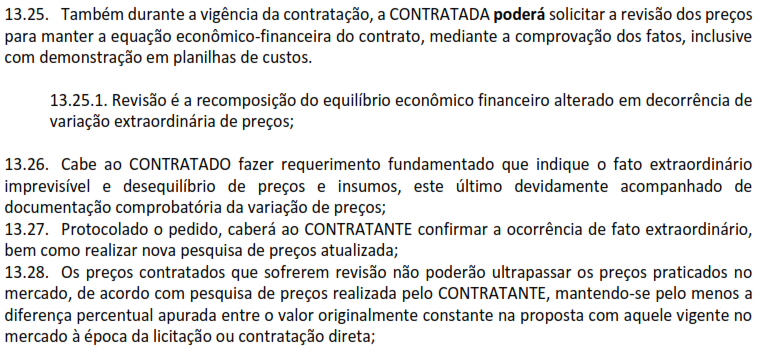 13.25. Também durante a vigência da contratação, a CONTRATADA poderá solicitar a revisão dos preços
para manter a equação econômico-financeira do contrato, mediante a comprovação dos fatos, inclusive
com demonstração em planilhas de custos.
13.25.1. Revisão é a recomposição do equilíbrio econômico financeiro alterado em decorrência de
variação extraordinária de preços;
13.26. Cabe ao CONTRATADO fazer requerimento fundamentado que indique o fato extraordinário
imprevisível e desequilíbrio de preços e insumos, este último devidamente acompanhado de
documentação comprobatória da variação de preços;
13.27. Protocolado o pedido, caberá ao CONTRATANTE confirmar a ocorrência de fato extraordinário,
bem como realizar nova pesquisa de preços atualizada;
13.28. Os preços contratados que sofrerem revisão não poderão ultrapassar os preços praticados no
mercado, de acordo com pesquisa de preços realizada pelo CONTRATANTE, mantendo-se pelo menos a
diferença percentual apurada entre o valor originalmente constante na proposta com aquele vigente no
mercado à época da licitação ou contratação direta;